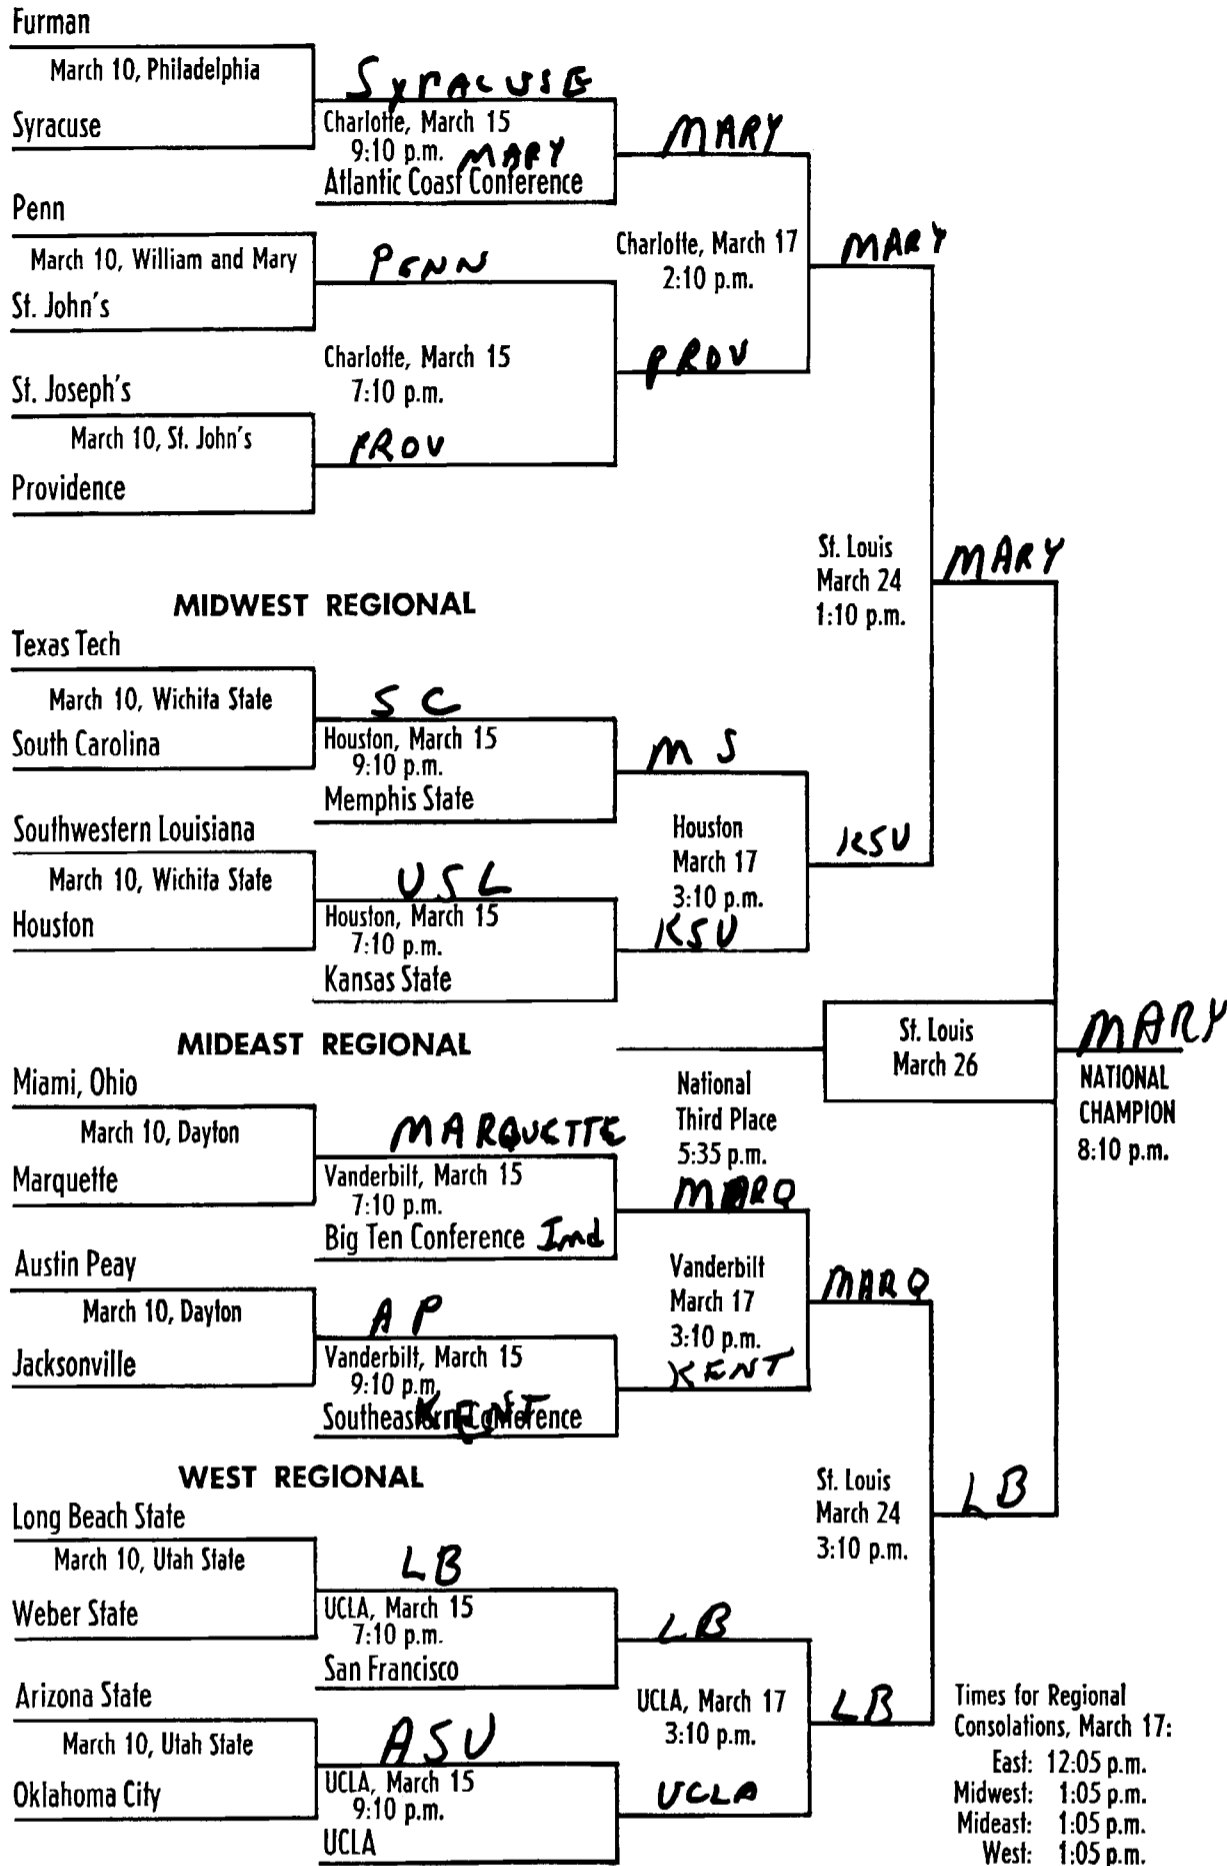 Furman
March 10, Philadelphia
SYRACUSE
Syracuse
Charlotte, March 15
9:10 p.m. MARY
Atlantic Coast Conference
MARY
Penn
March 10, William and Mary
PENN
St. John's
Charlotte, March 17
2:10 p.m.
MARY
Charlotte, March 15
7:10 p.m.
PROV
St. Joseph's
March 10, St. John's
PROV
Providence
St. Louis
March 24
1:10 p.m.
MARY
MIDWEST REGIONAL
Texas Tech
March 10, Wichita State
SC
South Carolina
Houston, March 15
9:10 p.m.
Memphis State
MS
Southwestern Louisiana
March 10, Wichita State
USL
Houston
Houston, March 15
7:10 p.m.
Kansas State
Houston
March 17
3:10 p.m.
KSU
KSU
MIDEAST REGIONAL
St. Louis
March 26
MARY
NATIONAL
CHAMPION
8:10 p.m.
National
Third Place
5:35 p.m.
Miami, Ohio
March 10, Dayton
MARQUETTE
Marquette
Vanderbilt, March 15
7:10 p.m.
Big Ten Conference Ind
MARQ
Austin Peay
March 10, Dayton
AP
Jacksonville
Vanderbilt, March 15
9:10 p.m.
Southeastern Conference
KENT
Vanderbilt
March 17
3:10 p.m.
KENT
MARQ
WEST REGIONAL
Long Beach State
March 10, Utah State
LB
Weber State
UCLA, March 15
7:10 p.m.
San Francisco
LB
St. Louis
March 24
3:10 p.m.
LB
Arizona State
March 10, Utah State
ASU
Oklahoma City
UCLA, March 15
9:10 p.m.
UCLA
UCLA, March 17
3:10 p.m.
UCLA
LB
Times for Regional
Consolations, March 17:
East: 12:05 p.m.
Midwest: 1:05 p.m.
Mideast: 1:05 p.m.
West: 1:05 p.m.